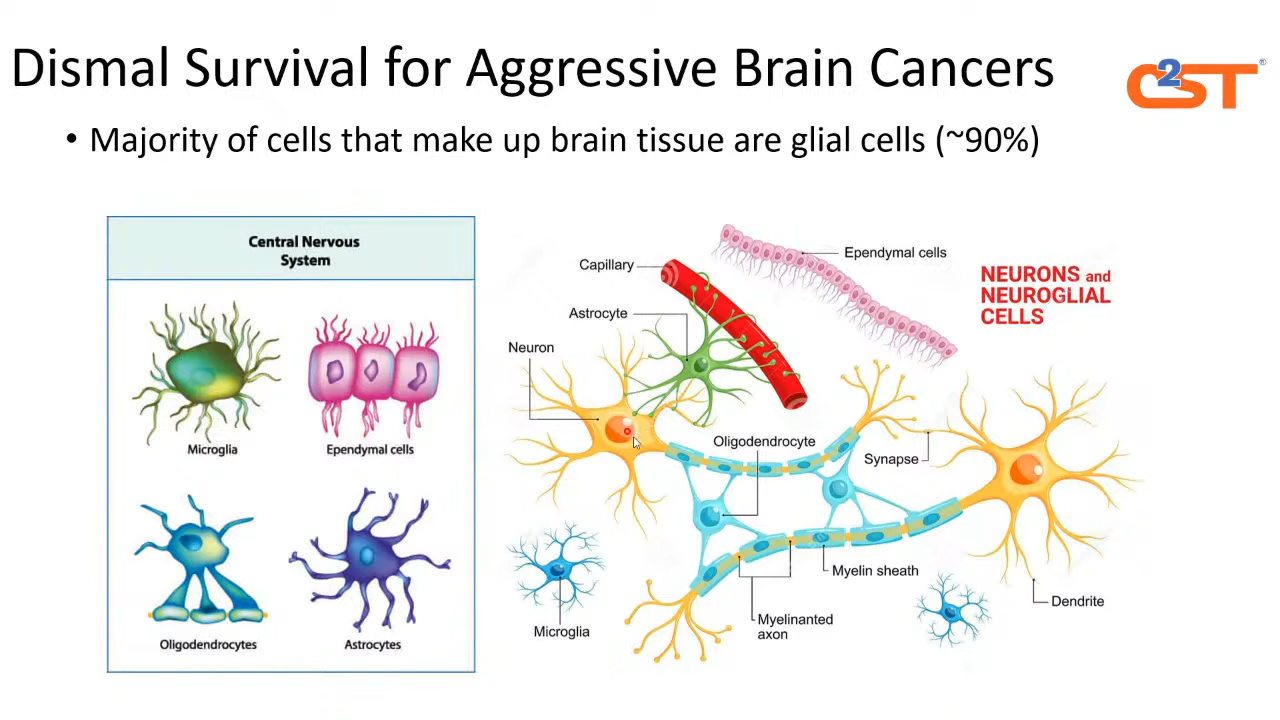 Dismal Survival for Aggressive Brain Cancers
C2ST®
• Majority of cells that make up brain tissue are glial cells (~90%)
Central Nervous
System
Microglia
Ependymal cells
Oligodendrocytes
Astrocytes
Capillary
Ependymal cells
NEURONS and
NEUROGLIAL
CELLS
Astrocyte
Neuron
Oligodendrocyte
Synapse
Myelin sheath
Microglia
Myelinanted
axon
Dendrite